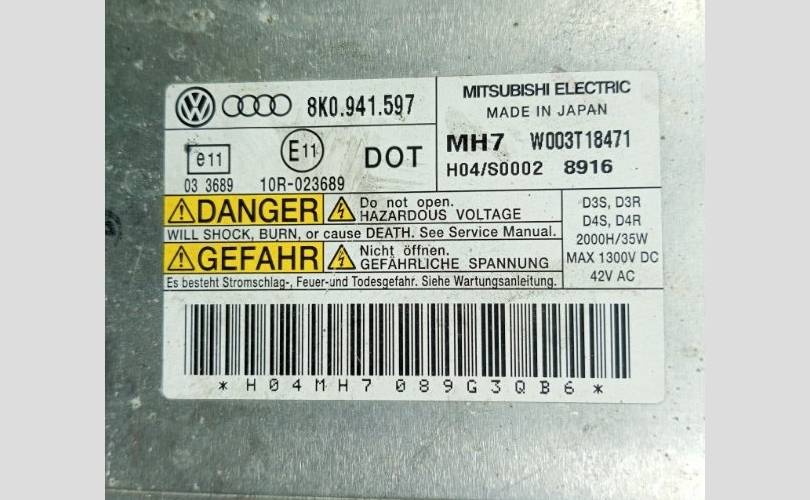 8K0.941.597
MITSUBISHI ELECTRIC
MADE IN JAPAN
MH7 W003T18471
H04/S0002 8916
e11
E11
DOT
03 3689
10R-023689
DANGER
Do not open.
HAZARDOUS VOLTAGE
WILL SHOCK, BURN, or cause DEATH. See Service Manual.
GEFAHR
Nicht öffnen.
GEFÄHRLICHE SPANNUNG
Es besteht Stromschlag-, Feuer-und Todesgefahr. Siehe Wartungsanleitung.
D3S, D3R
D4S, D4R
2000H/35W
MAX 1300V DC
42V AC
*H04MH7089G3QB6*